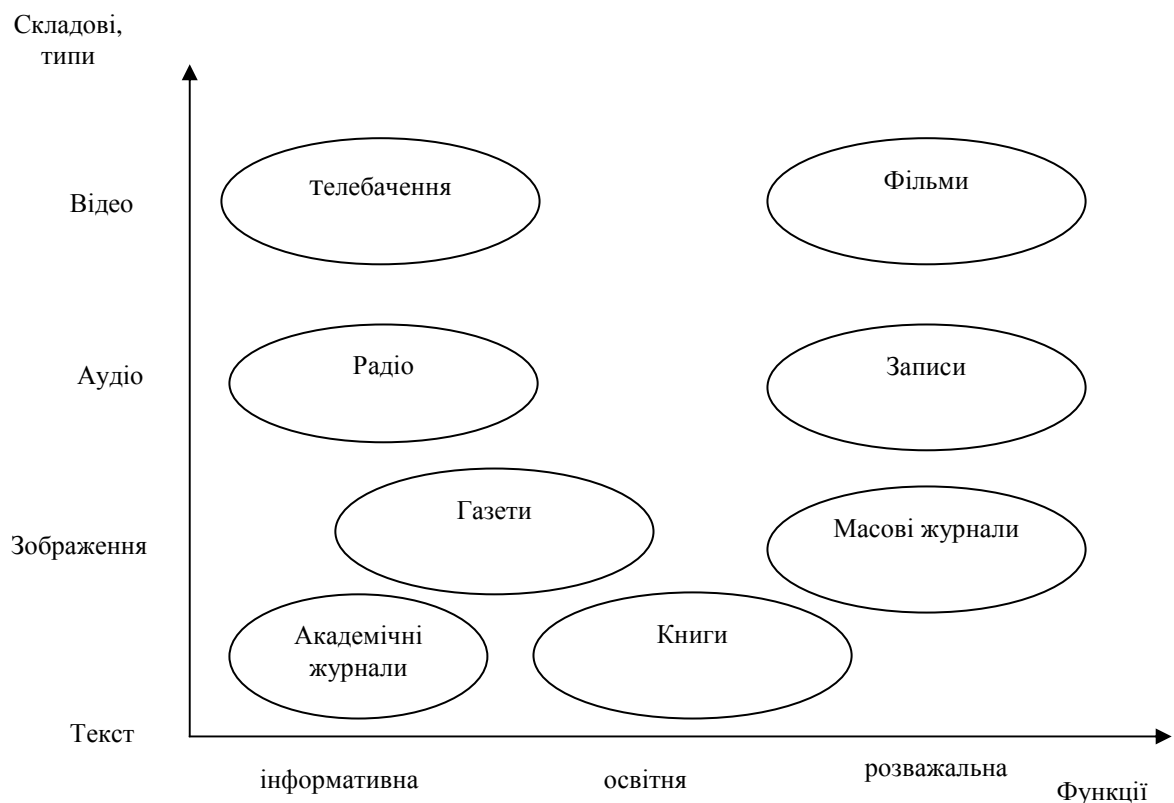 Складові,
типи
Відео
телебачення
Фільми
Аудіо
Радіо
Записи
Газети
Масові журнали
Зображення
Академічні
журнали
Книги
Текст
інформативна
освітня
розважальна
Функції